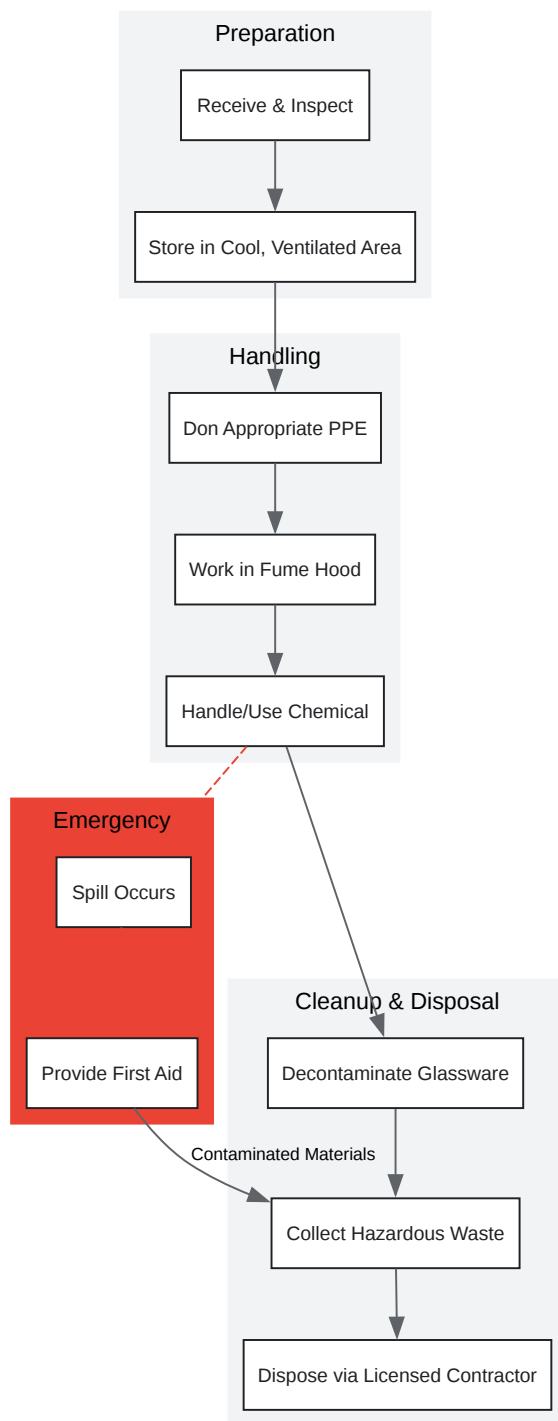 Preparation
Receive & Inspect
Store in Cool, Ventilated Area
Handling
Don Appropriate PPE
Work in Fume Hood
Handle/Use Chemical
Emergency
Spill Occurs
Provide First Aid
Contaminated Materials
Cleanup & Disposal
Decontaminate Glassware
Collect Hazardous Waste
Dispose via Licensed Contractor